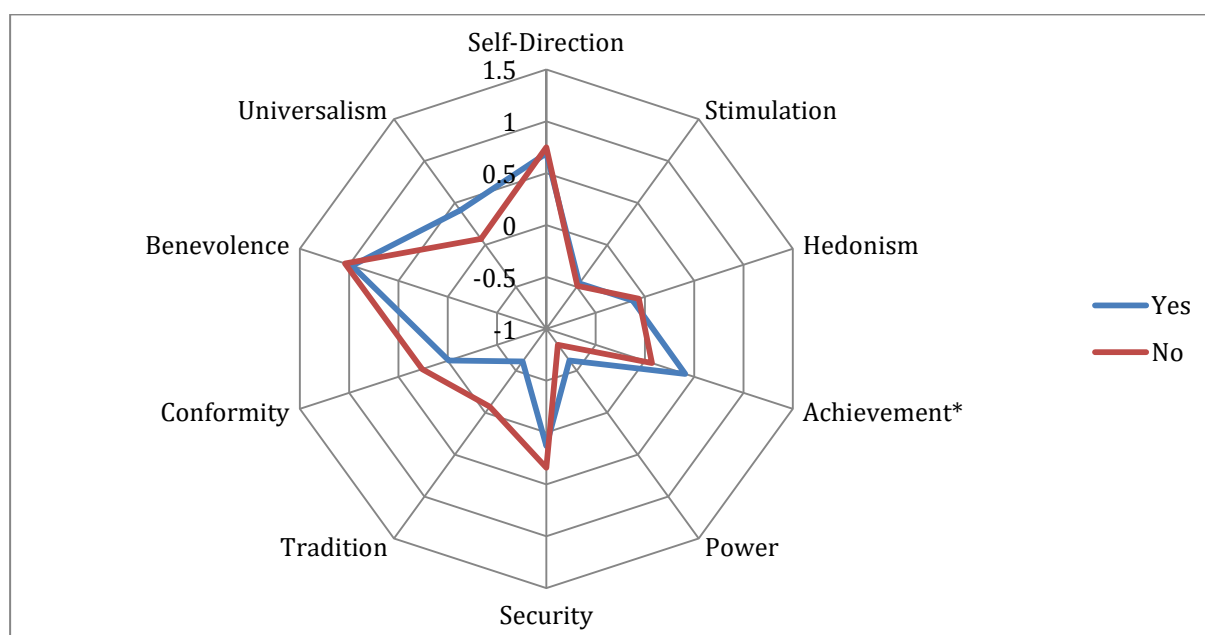 Self-Direction
1.5
Universalism
Stimulation
1
0.5
Benevolence
0
Hedonism
-0.5
-1
Yes
No
Conformity
Achievement*
Tradition
Power
Security